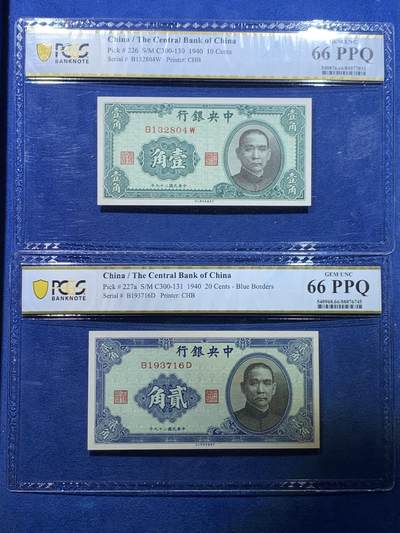 PCGS
BANKNOTE
China / The Central Bank of China
Pick # 226 S/M C300-130 1940 10 Cents
Serial # B132804W Printer: CHB
GEM UNC
66 PPQ
壹角
壹角
行銀央中
B132804W
角壹
年九十二國民華中
壹角
壹角
PCGS
BANKNOTE
China / The Central Bank of China
Pick # 227a S/M C300-131 1940 20 Cents - Blue Borders
Serial # B193716D Printer: CHB
GEM UNC
66 PPQ
行銀央中
B193716D
角貳
年九十二國民華中